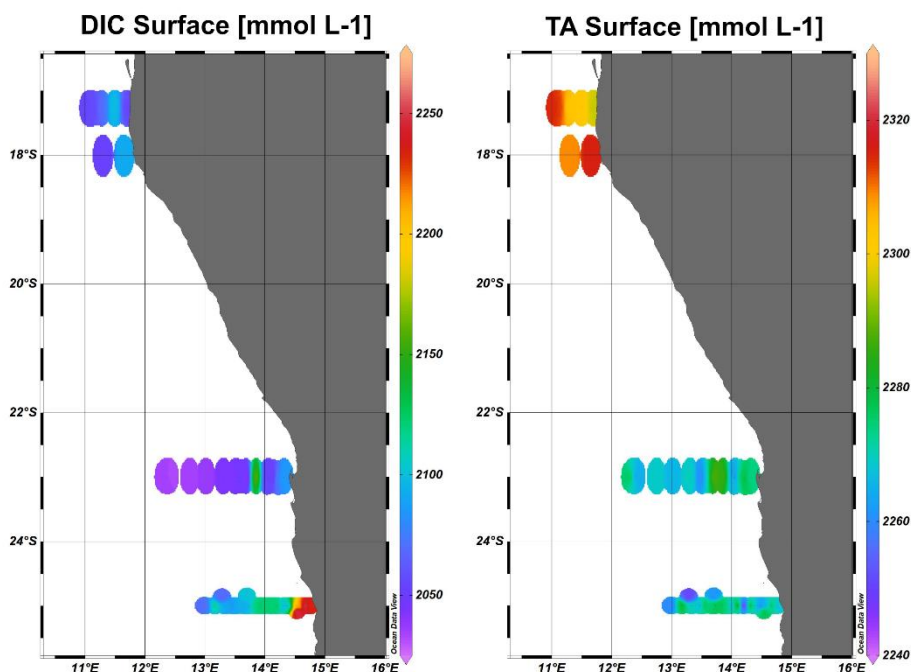 DIC Surface [mmol L-1]
TA Surface [mmol L-1]
18°S
20°S
22°S
24°S
11°E
12°E
13°E
14°E
15°E
16°E
2250
2200
2150
2100
2050
Ocean Data View
18°S
20°S
22°S
24°S
11°E
12°E
13°E
14°E
15°E
16°E
2320
2300
2280
2260
2240
Ocean Data View